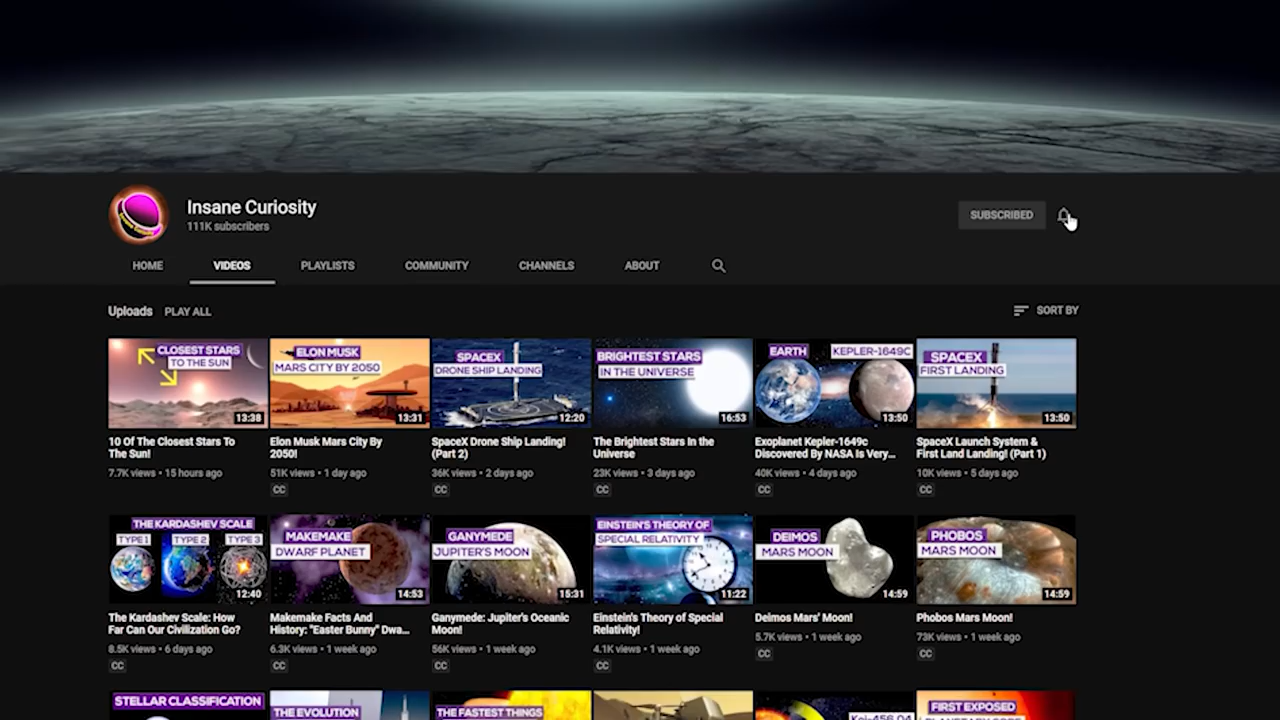 Insane Curiosity
111K subscribers
SUBSCRIBED
HOME
VIDEOS
PLAYLISTS
COMMUNITY
CHANNELS
ABOUT
Uploads
PLAY ALL
SORT BY
CLOSEST STARS
TO THE SUN
13:38
ELON MUSK
MARS CITY BY 2050
13:31
SPACEX
DRONE SHIP LANDING
12:20
BRIGHTEST STARS
IN THE UNIVERSE
16:53
EARTH
KEPLER-1649C
13:50
SPACEX
FIRST LANDING
13:50
10 Of The Closest Stars To
The Sun!
7.7K views • 15 hours ago
Elon Musk Mars City By
2050!
51K views • 1 day ago
CC
SpaceX Drone Ship Landing!
(Part 2)
36K views • 2 days ago
CC
The Brightest Stars In the
Universe
23K views • 3 days ago
CC
Exoplanet Kepler-1649c
Discovered By NASA Is Very...
40K views • 4 days ago
CC
SpaceX Launch System &
First Land Landing! (Part 1)
10K views • 5 days ago
CC
THE KARDASHEV SCALE
TYPE 1
TYPE 2
TYPE 3
12:40
MAKEMAKE
DWARF PLANET
14:53
GANYMEDE
JUPITER'S MOON
15:31
EINSTEIN'S THEORY OF
SPECIAL RELATIVITY
11:22
DEIMOS
MARS MOON
14:59
PHOBOS
MARS MOON
14:59
The Kardashev Scale: How
Far Can Our Civilization Go?
8.5K views • 6 days ago
CC
Makemake Facts And
History: "Easter Bunny" Dwa...
6.3K views • 1 week ago
CC
Ganymede: Jupiter's Oceanic
Moon!
56K views • 1 week ago
CC
Einstein's Theory of Special
Relativity!
4.1K views • 1 week ago
CC
Deimos Mars' Moon!
5.7K views • 1 week ago
CC
Phobos Mars Moon!
73K views • 1 week ago
CC
STELLAR CLASSIFICATION
THE EVOLUTION
THE FASTEST THINGS
FIRST EXPOSED